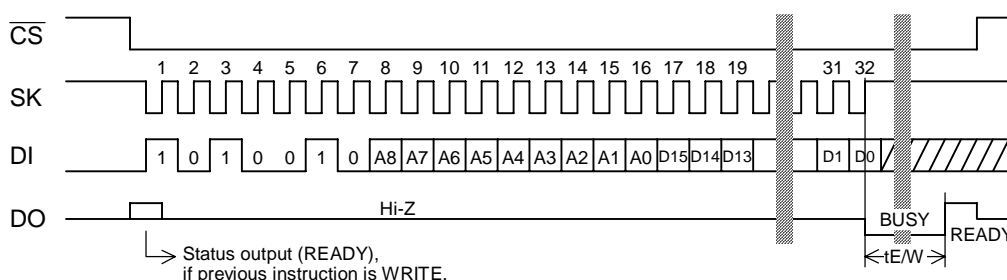 CS
1 2 3 4 5 6 7 8 9 10 11 12 13 14 15 16 17 18 19 31 32
SK
DI 1 0 1 0 0 1 0 A8 A7 A6 A5 A4 A3 A2 A1 A0 D15 D14 D13 D1 D0
DO Hi-Z BUSY READY
Status output (READY),
if previous instruction is WRITE.
tE/W